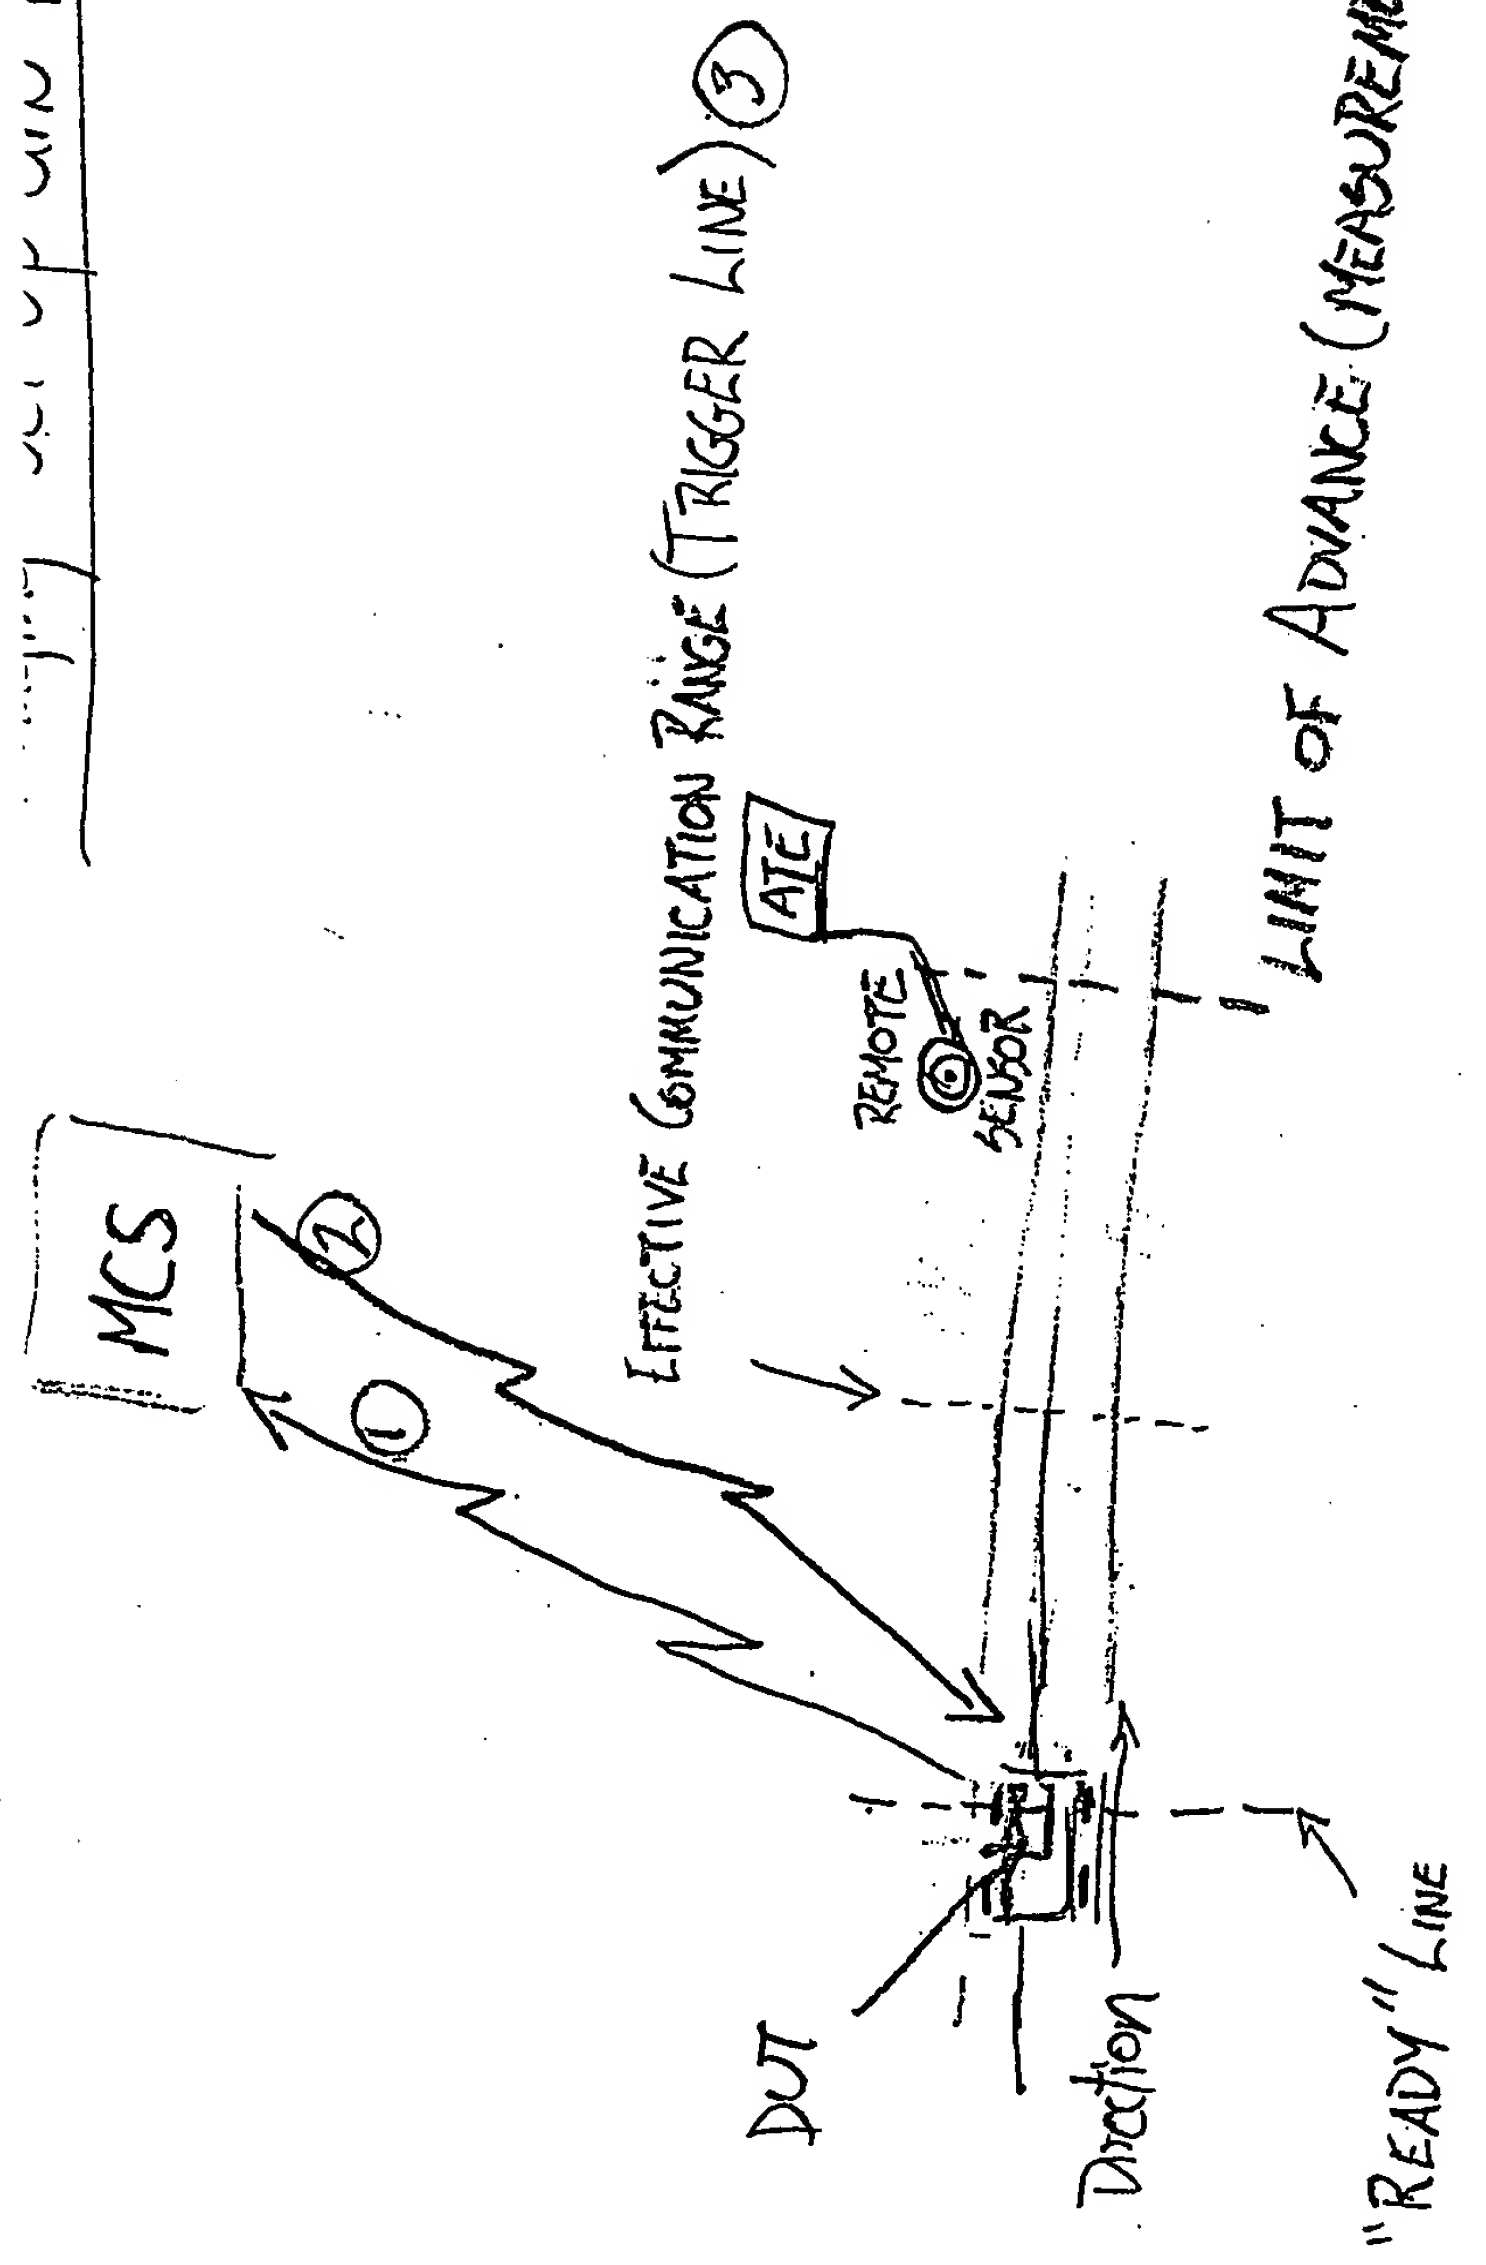 MCS
2
1
EFFECTIVE COMMUNICATION RANGE (TRIGGER LINE) 3
ATE
REMOTE
SENSOR
DUT
Direction
LIMIT OF ADVANCE (MEASUREME
"READY" LINE